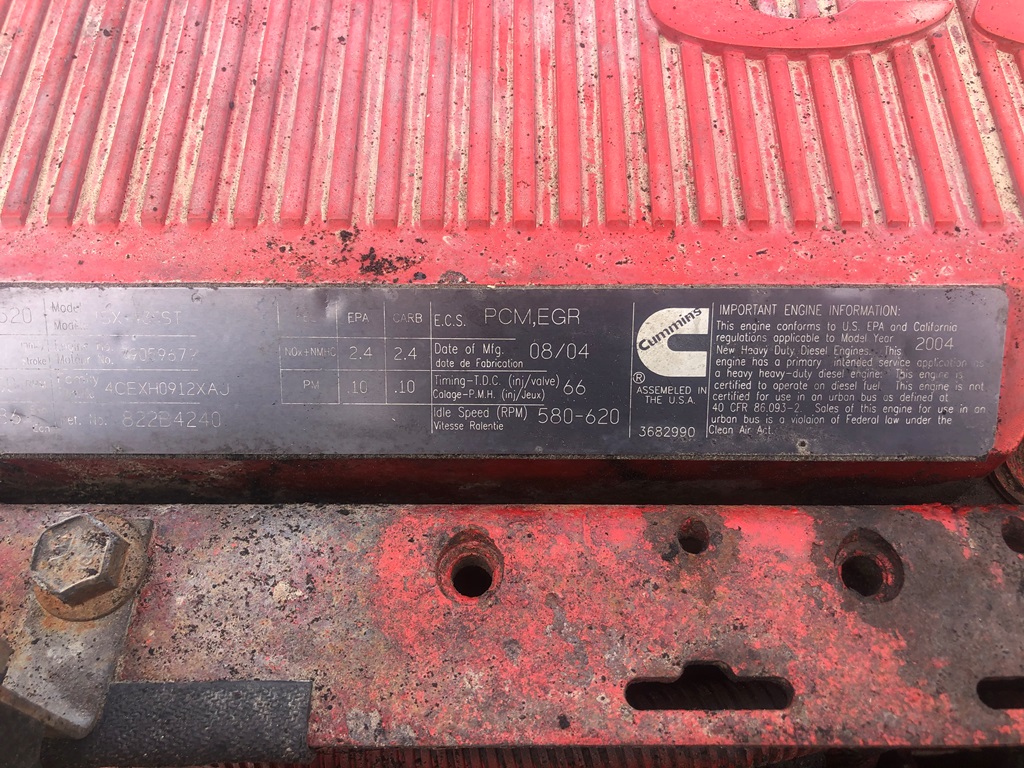 Model
EPA
CARB
NOx+NMHC 2.4 2.4
PM .10 .10
4CEXH0912XAJ
822B4240
E.C.S. PCM,EGR
Date of Mfg. 08/04
date de Fabrication
Timing-T.D.C. (inj/valve) 66
Calage-P.M.H. (inj/Jeux)
Idle Speed (RPM) 580-620
Vitesse Ralentie
Cummins
®
ASSEMBLED IN
THE U.S.A.
3682990
IMPORTANT ENGINE INFORMATION:
This engine conforms to U.S. EPA and California
regulations applicable to Model Year 2004
New Heavy Duty Diesel Engines. This
engine has a primary intended service application as
a heavy heavy-duty diesel engine. This engine is
certified to operate on diesel fuel. This engine is not
certified for use in an urban bus as defined at
40 CFR 86.093-2. Sales of this engine for use in an
urban bus is a violaion of Federal law under the
Clean Air Act.